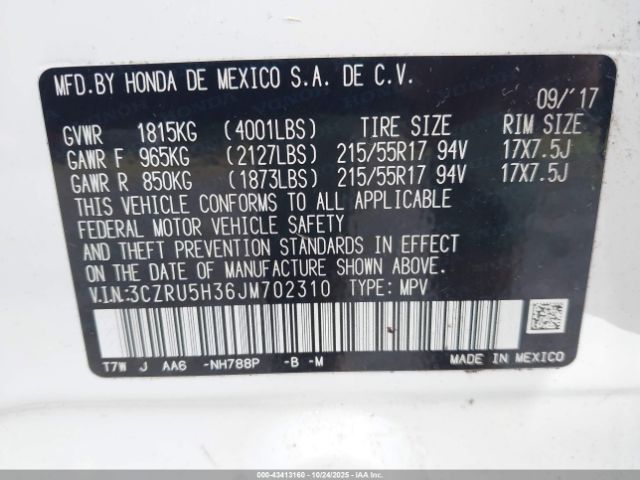 MFD.BY HONDA DE MEXICO S.A. DE C.V.
09/'17
GVWR 1815KG (4001LBS) TIRE SIZE RIM SIZE
GAWR F 965KG (2127LBS) 215/55R17 94V 17X7.5J
GAWR R 850KG (1873LBS) 215/55R17 94V 17X7.5J
THIS VEHICLE CONFORMS TO ALL APPLICABLE
FEDERAL MOTOR VEHICLE SAFETY
AND THEFT PREVENTION STANDARDS IN EFFECT
ON THE DATE OF MANUFACTURE SHOWN ABOVE.
V.I.N.:3CZRU5H36JM702310 TYPE: MPV
T7W J AA6 -NH788P -B -M MADE IN MEXICO
000-43413160 - 10/24/2025 - IAAI.COM